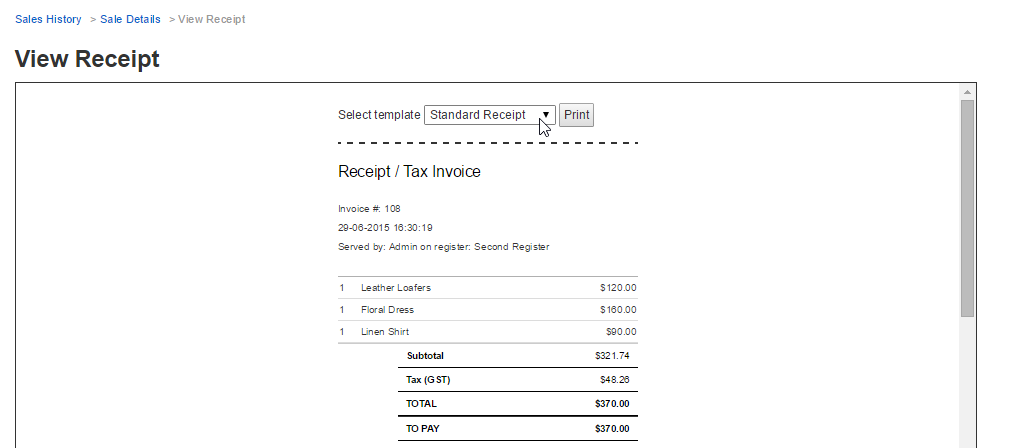 Sales History > Sale Details > View Receipt
View Receipt
Select template Standard Receipt Print
Receipt / Tax Invoice
Invoice #: 108
29-06-2015 16:30:19
Served by: Admin on register: Second Register
1 Leather Loafers $120.00
1 Floral Dress $160.00
1 Linen Shirt $90.00
Subtotal $321.74
Tax (GST) $48.26
TOTAL $370.00
TO PAY $370.00